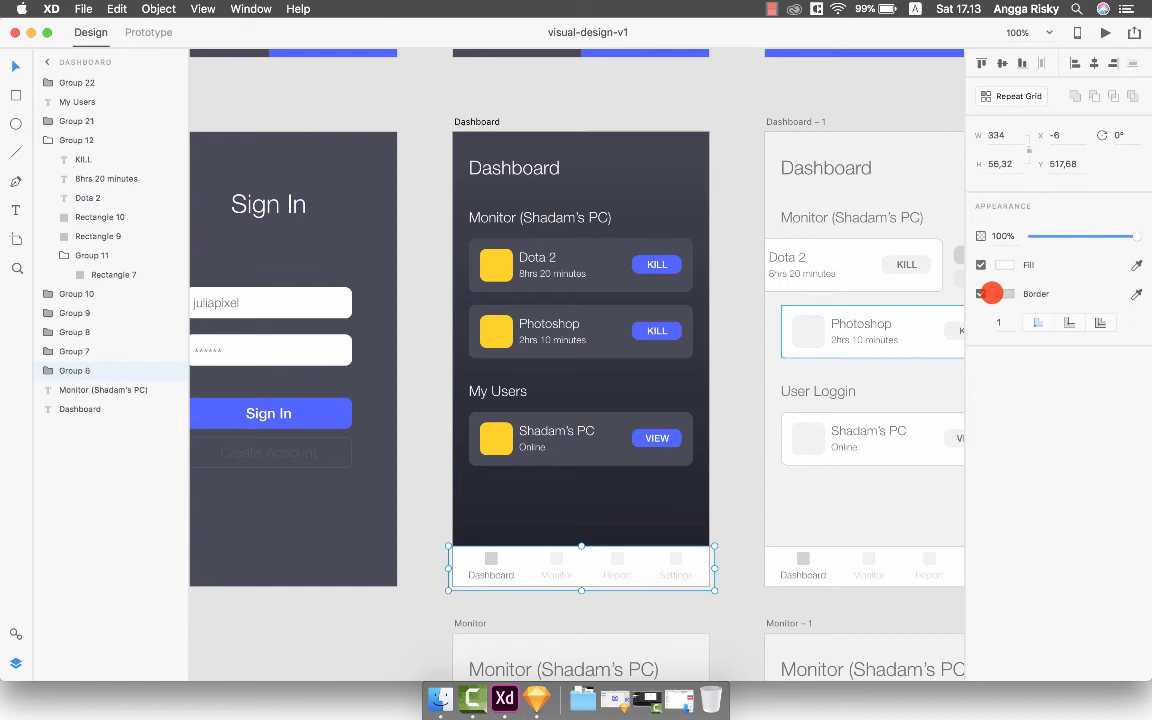 XD File Edit Object View Window Help 99% A Sat 17.13 Angga Risky
Design Prototype visual-design-v1 100%
DASHBOARD
Group 22
My Users
Group 21
Group 12
KILL
8hrs 20 minutes
Dota 2
Rectangle 10
Rectangle 9
Group 11
Rectangle 7
Group 10
Group 9
Group 8
Group 7
Group 6
Monitor (Shadam's PC)
Dashboard
Sign In
juliapixel
******
Sign In
Create Account
Dashboard
Dashboard
Monitor (Shadam's PC)
Dota 2
8hrs 20 minutes
KILL
Photoshop
2hrs 10 minutes
KILL
My Users
Shadam's PC
Online
VIEW
Dashboard Monitor Report Settings
Dashboard – 1
Dashboard
Monitor (Shadam's PC)
Dota 2
8hrs 20 minutes
KILL
Photoshop
2hrs 10 minutes
K
User Loggin
Shadam's PC
Online
VI
Dashboard Monitor Report
Monitor
Monitor (Shadam's PC)
Monitor – 1
Monitor (Shadam's PC
Repeat Grid
W 334 X -6 0°
H 56,32 Y 517,68
APPEARANCE
100%
Fill
Border
1
Xd